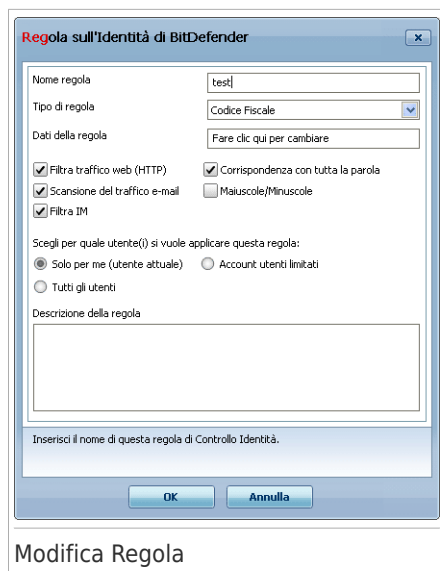 Regola sull'Identità di BitDefender
Nome regola
test
Tipo di regola
Codice Fiscale
Dati della regola
Fare clic qui per cambiare
Filtra traffico web (HTTP)
Corrispondenza con tutta la parola
Scansione del traffico e-mail
Maiuscole/Minuscole
Filtra IM
Scegli per quale utente(i) si vuole applicare questa regola:
Solo per me (utente attuale)
Account utenti limitati
Tutti gli utenti
Descrizione della regola
Inserisci il nome di questa regola di Controllo Identità.
OK
Annulla
Modifica Regola